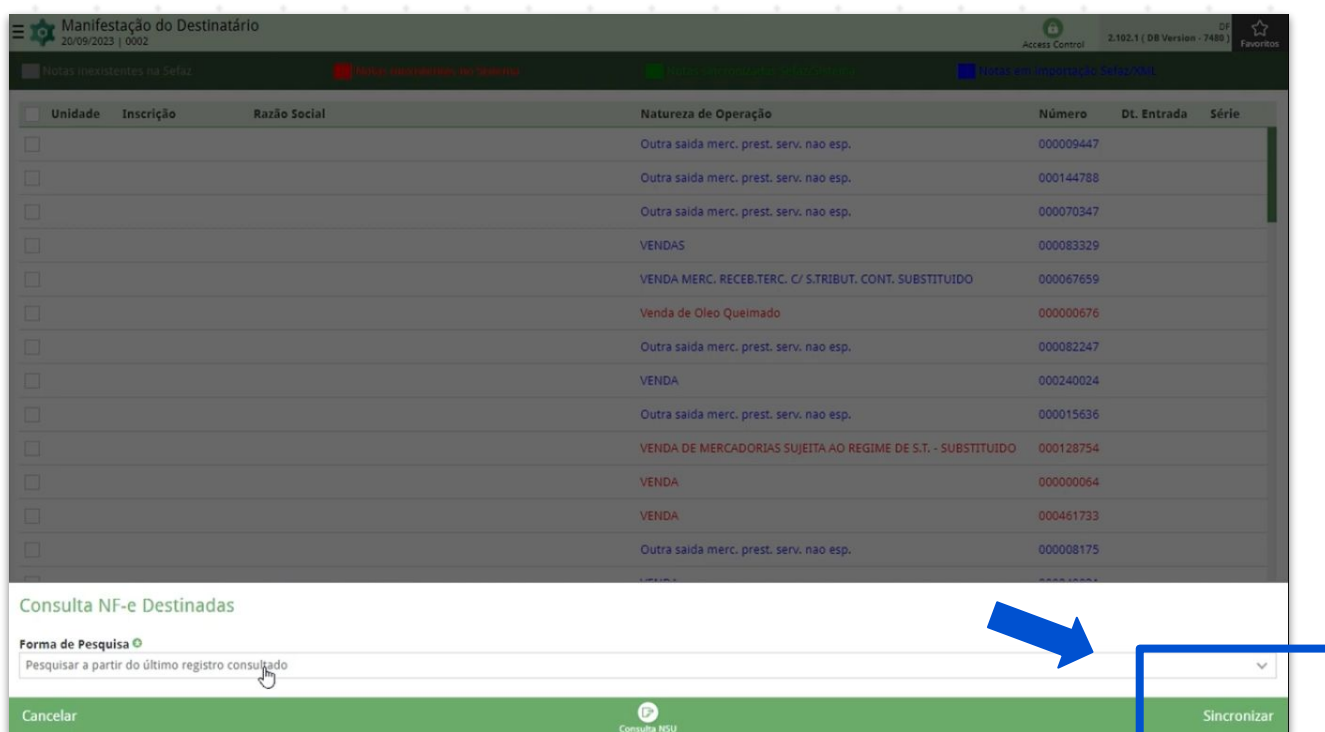 Manifestação do Destinatário
20/09/2023 | 0002
Access Control
DF
2.102.1 ( DB Version - 7480 )
Favoritos
Notas inexistentes na Sefaz
Notas em importação Sefaz/XML
Unidade Inscrição Razão Social Natureza de Operação Número Dt. Entrada Série
Outra saida merc. prest. serv. nao esp. 000009447
Outra saida merc. prest. serv. nao esp. 000144788
Outra saida merc. prest. serv. nao esp. 000070347
VENDAS 000083329
VENDA MERC. RECEB.TERC. C/ S.TRIBUT. CONT. SUBSTITUIDO 000067659
Venda de Oleo Queimado 000000676
Outra saida merc. prest. serv. nao esp. 000082247
VENDA 000240024
Outra saida merc. prest. serv. nao esp. 000015636
VENDA DE MERCADORIAS SUJEITA AO REGIME DE S.T. - SUBSTITUIDO 000128754
VENDA 000000064
VENDA 000461733
Outra saida merc. prest. serv. nao esp. 000008175
Consulta NF-e Destinadas
Forma de Pesquisa
Pesquisar a partir do último registro consultado
Cancelar
Consulta NSU
Sincronizar